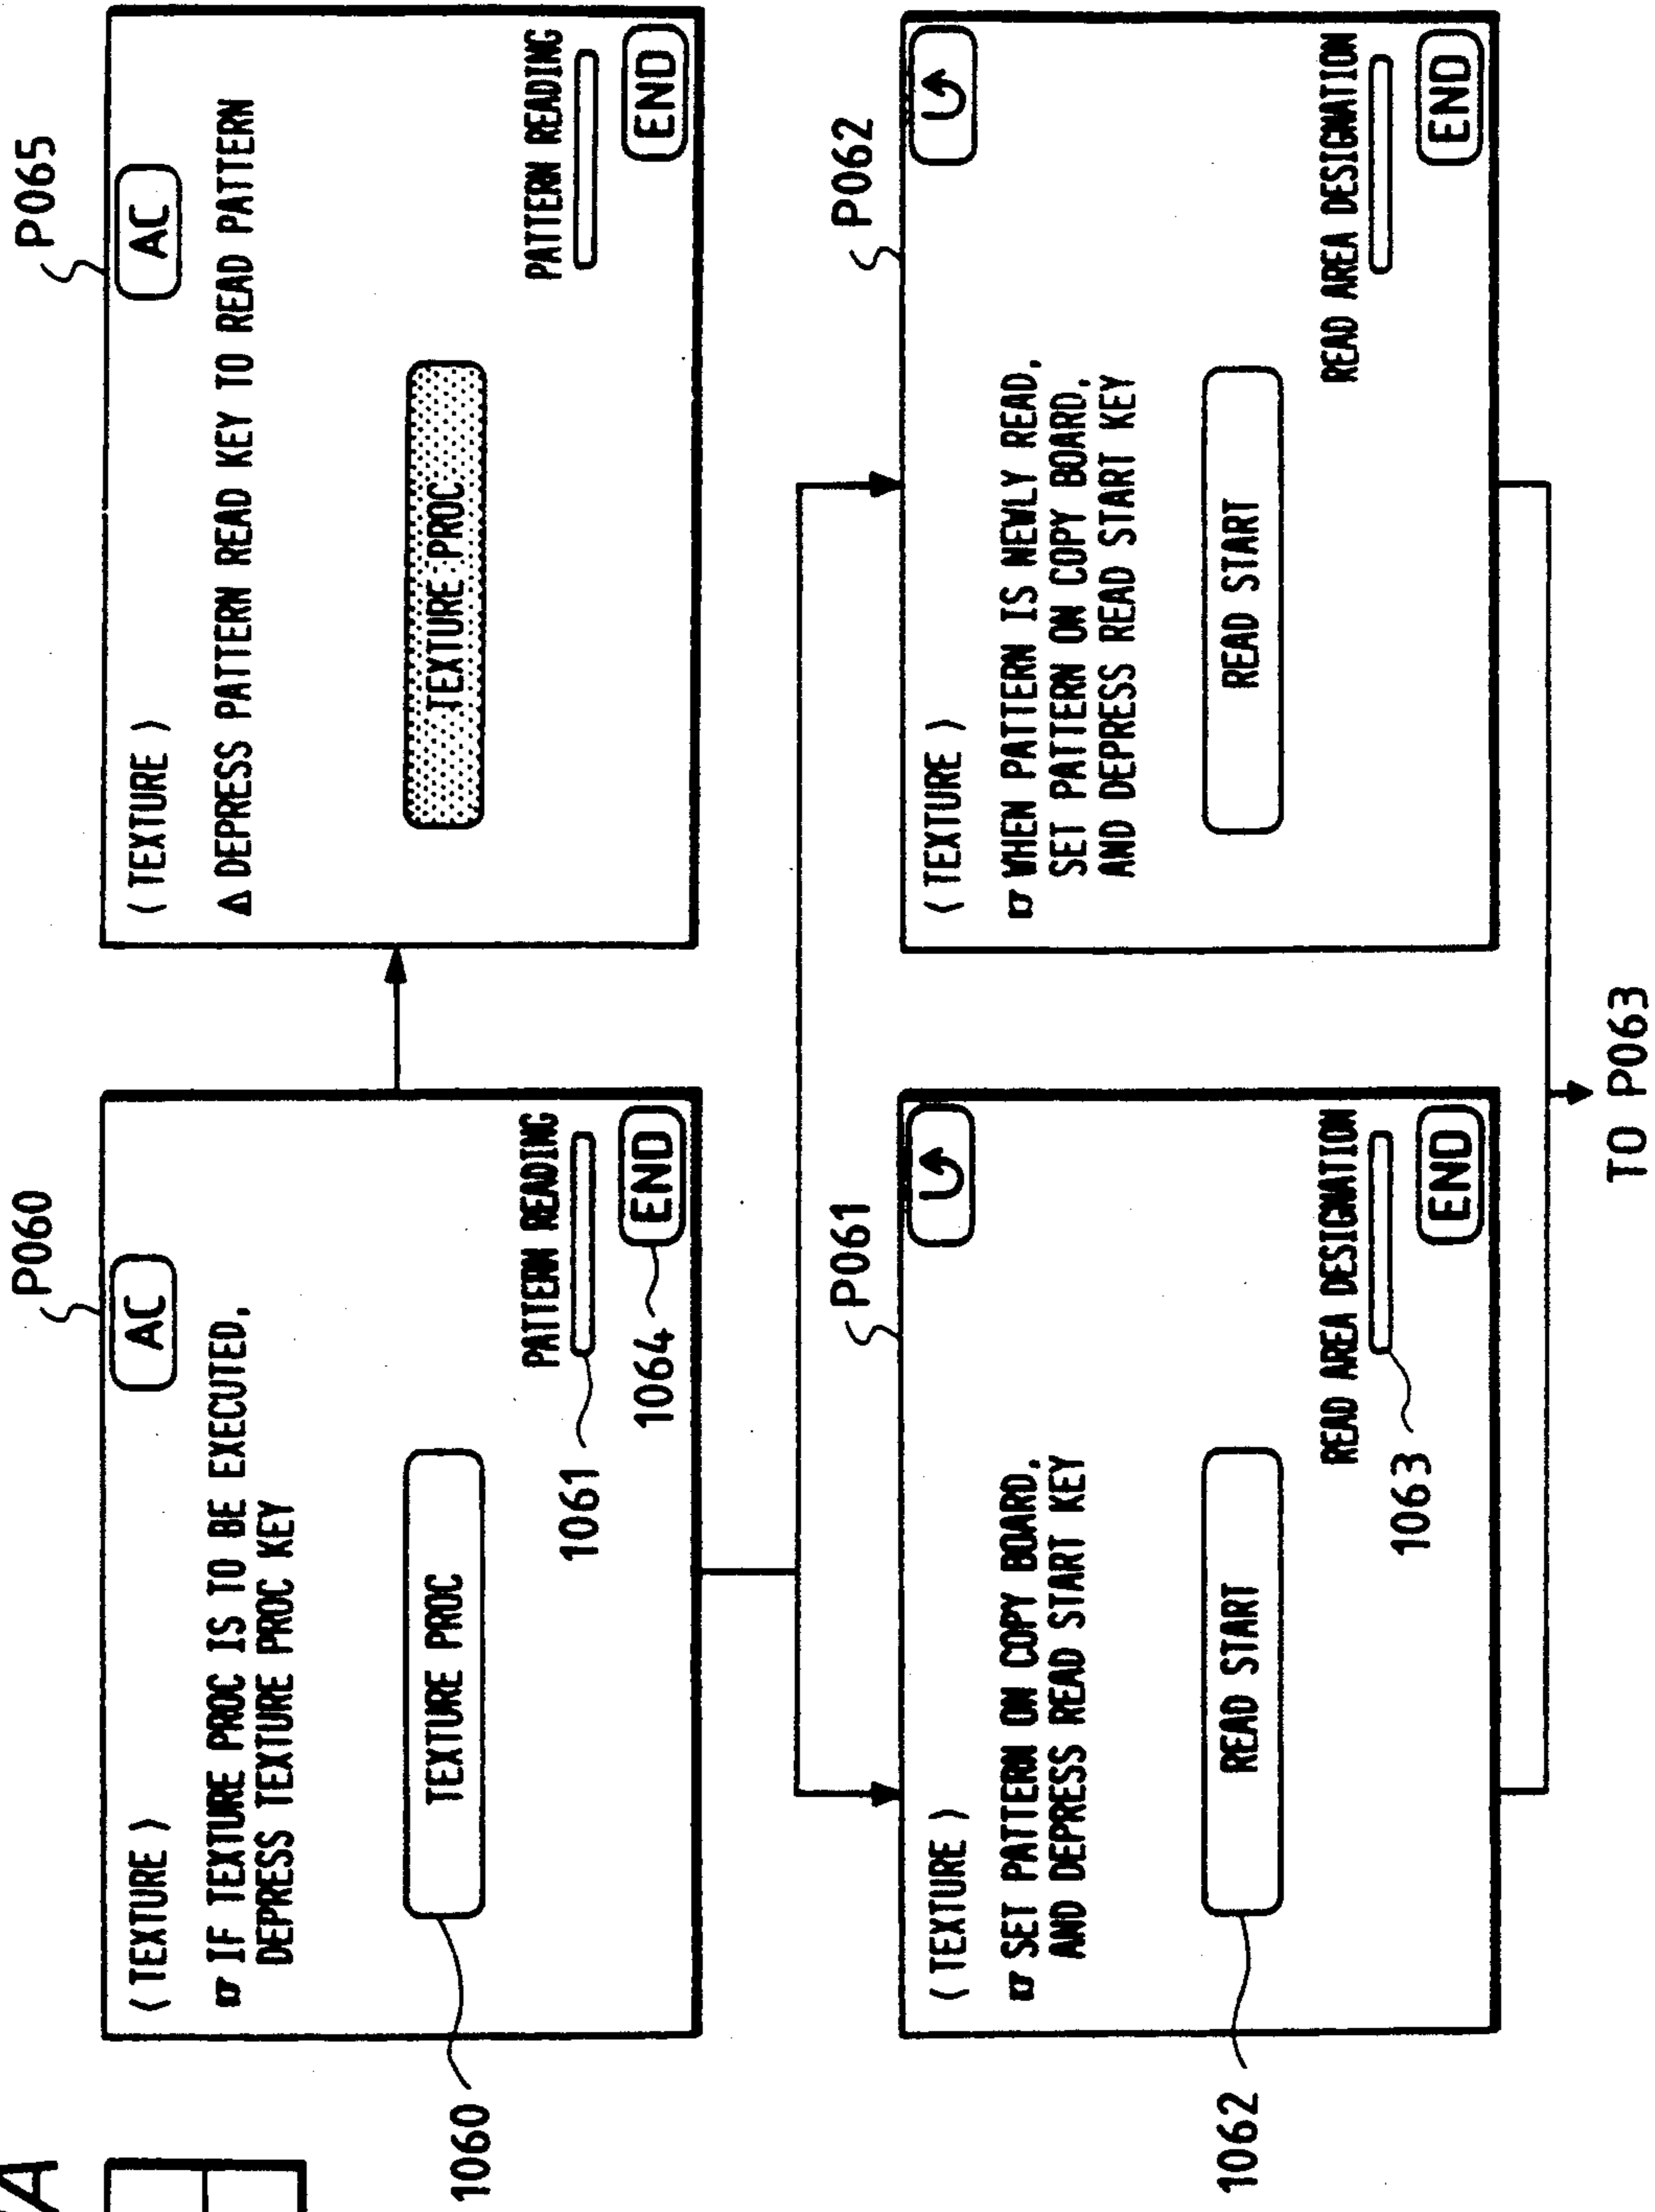 A
P060
⟨ TEXTURE ⟩
AC
☞ IF TEXTURE PROC IS TO BE EXECUTED,
DEPRESS TEXTURE PROC KEY
TEXTURE PROC
PATTERN READING
END
1060
1061
1064
P065
⟨ TEXTURE ⟩
AC
△ DEPRESS PATTERN READ KEY TO READ PATTERN
TEXTURE PROC
PATTERN READING
END
P061
⟨ TEXTURE ⟩
☞ SET PATTERN ON COPY BOARD,
AND DEPRESS READ START KEY
READ START
READ AREA DESIGNATION
END
1062
1063
P062
⟨ TEXTURE ⟩
☞ WHEN PATTERN IS NEWLY READ,
SET PATTERN ON COPY BOARD,
AND DEPRESS READ START KEY
READ START
READ AREA DESIGNATION
END
TO P063